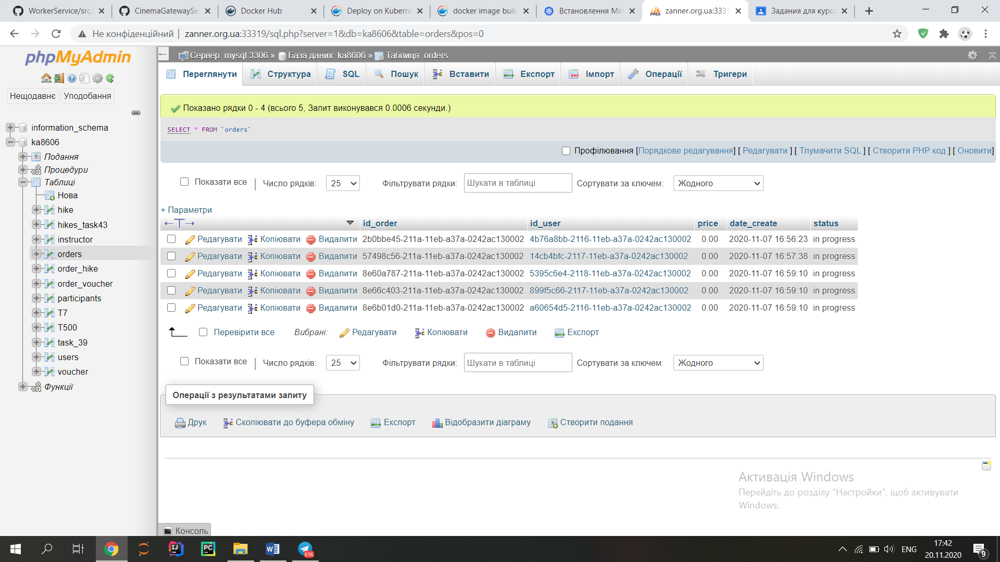 WorkerService/src/
CinemaGatewaySe
Docker Hub
Deploy on Kuberne
docker image build
Встановлення Min
zanner.org.ua:3331
Задания для курса
Не конфіденційний
zanner.org.ua:33319/sql.php?server=1&db=ka8606&table=orders&pos=0
phpMyAdmin
Нещодавнє
Уподобання
information_schema
ka8606
Подання
Процедури
Таблиці
Нова
hike
hikes_task43
instructor
orders
order_hike
order_voucher
participants
T7
T500
task_39
users
voucher
Функції
Сервер: mysql:3306 » База даних: ka8606 » Таблиця: orders
Переглянути Структура SQL Пошук Вставити Експорт Імпорт Операції Тригери
Показано рядки 0 - 4 (всього 5, Запит виконувався 0.0006 секунди.)
SELECT * FROM `orders`
Профілювання [Порядкове редагування] [ Редагувати ] [ Тлумачити SQL ] [ Створити PHP код ] [ Оновити]
Показати все | Число рядків: 25 Фільтрувати рядки: Шукати в таблиці Сортувати за ключем: Жодного
+ Параметри
←T→ id_order id_user price date_create status
Редагувати Копіювати Видалити 2b0bbe45-211a-11eb-a37a-0242ac130002 4b76a8bb-2116-11eb-a37a-0242ac130002 0.00 2020-11-07 16:56:23 in progress
Редагувати Копіювати Видалити 57498c56-211a-11eb-a37a-0242ac130002 14cb4bfc-2117-11eb-a37a-0242ac130002 0.00 2020-11-07 16:57:38 in progress
Редагувати Копіювати Видалити 8e60a787-211a-11eb-a37a-0242ac130002 5395c6e4-2118-11eb-a37a-0242ac130002 0.00 2020-11-07 16:59:10 in progress
Редагувати Копіювати Видалити 8e66c403-211a-11eb-a37a-0242ac130002 899f5c66-2117-11eb-a37a-0242ac130002 0.00 2020-11-07 16:59:10 in progress
Редагувати Копіювати Видалити 8e6b01d0-211a-11eb-a37a-0242ac130002 a60654d5-2116-11eb-a37a-0242ac130002 0.00 2020-11-07 16:59:10 in progress
Перевірити все Вибрані: Редагувати Копіювати Видалити Експорт
Показати все | Число рядків: 25 Фільтрувати рядки: Шукати в таблиці Сортувати за ключем: Жодного
Операції з результатами запиту
Друк Скопіювати до буфера обміну Експорт Відобразити діаграму Створити подання
Активація Windows
Перейдіть до розділу "Настройки", щоб активувати
Windows.
Консоль
IJ
PC
W
696
ENG
17:42
20.11.2020
9